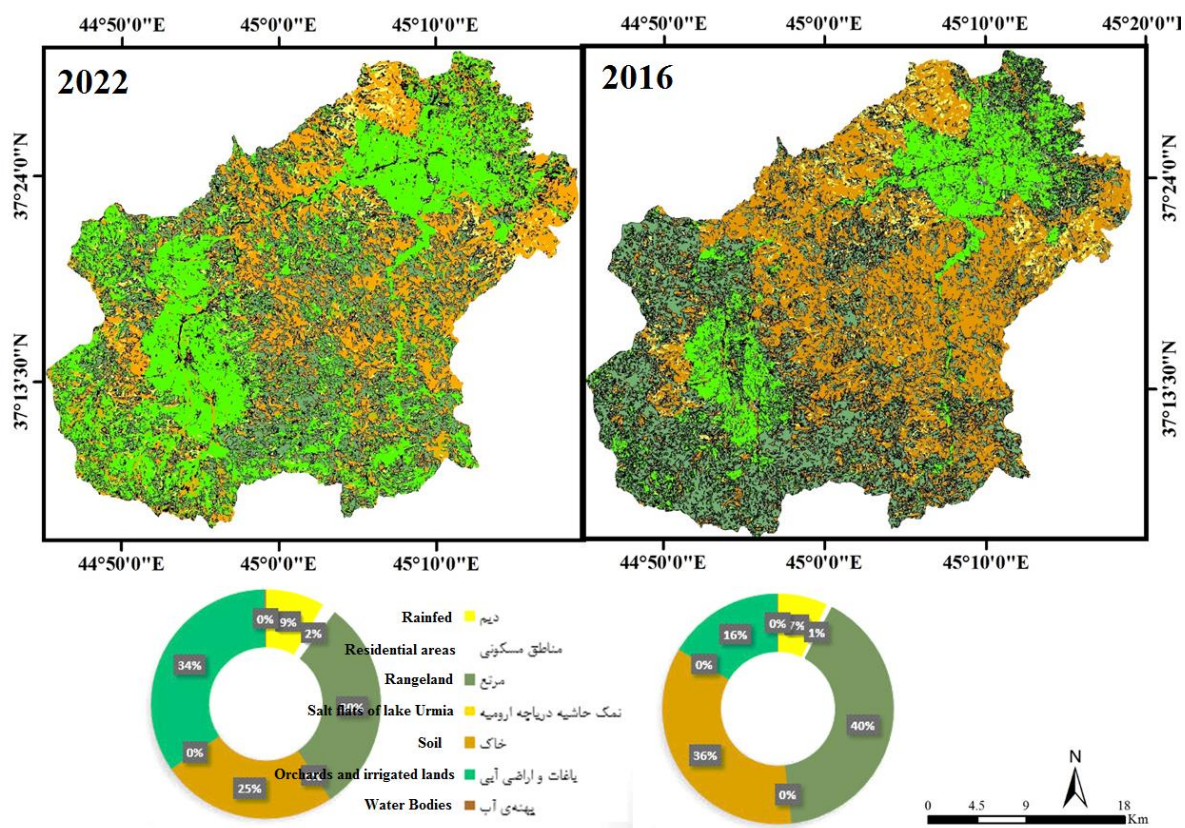 44°50'0"E 45°0'0"E 45°10'0"E 44°50'0"E 45°0'0"E 45°10'0"E 45°20'0"E
2022
2016
37°24'0"N
37°13'30"N
37°24'0"N
37°13'30"N
44°50'0"E 45°0'0"E 45°10'0"E 44°50'0"E 45°0'0"E 45°10'0"E
0% 9% 2%
34%
0%
25%
Rainfed دیم
Residential areas مناطق مسکونی
Rangeland مرتع
Salt flats of lake Urmia نمک حاشیه دریاچه ارومیه
Soil خاک
Orchards and irrigated lands باغات و اراضی آبی
Water Bodies پهنه‌ی آب
0% 7% 1%
16%
0%
40%
36%
0%
N
0 4.5 9 18
Km